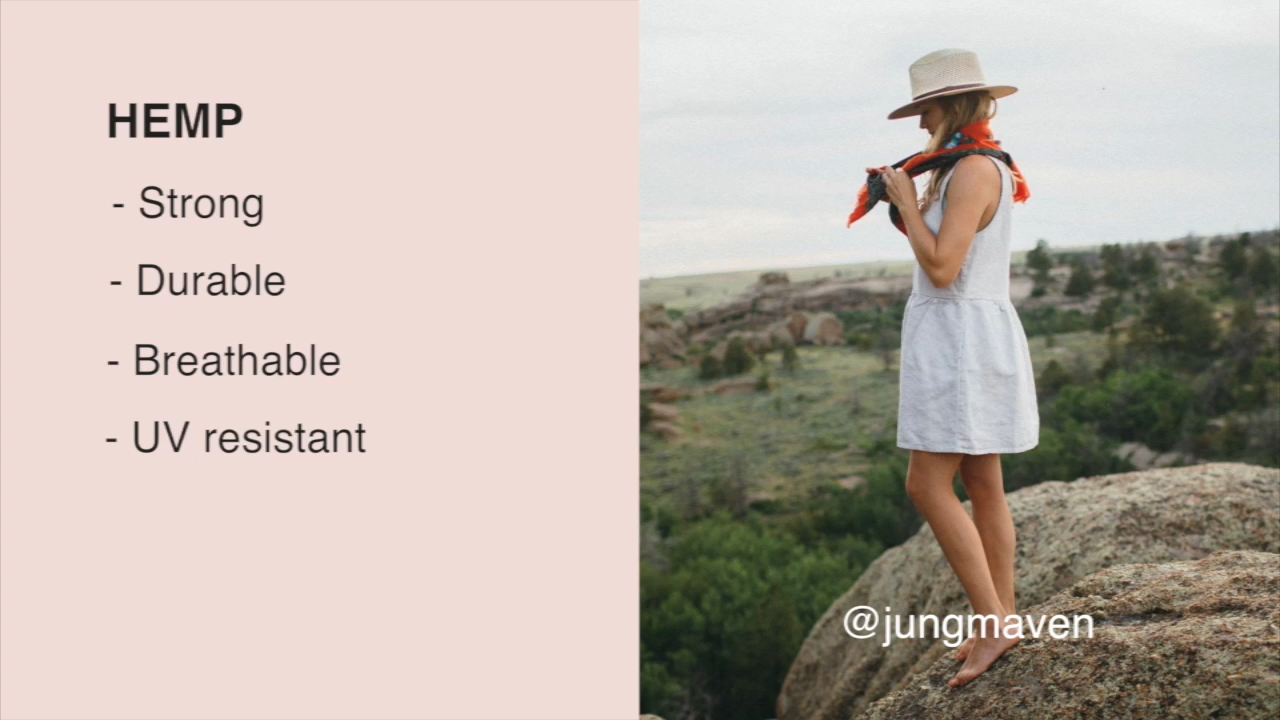 HEMP
- Strong
- Durable
- Breathable
- UV resistant
@jungmaven